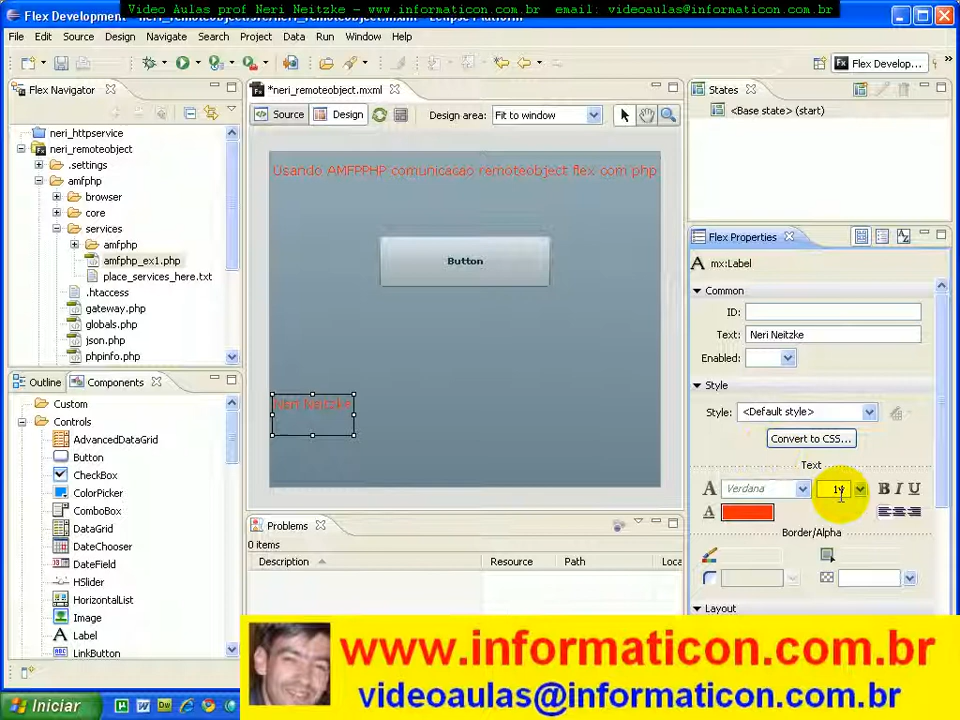 Video Aulas prof Neri Neitzke - www.informaticon.com.br email: videoaulas@informaticon.com.br
Flex Development
File Edit Source Design Navigate Search Project Data Run Window Help
Flex Develop...
Flex Navigator
neri_httpservice
neri_remoteobject
.settings
amfphp
browser
core
services
amfphp
amfphp_ex1.php
place_services_here.txt
.htaccess
gateway.php
globals.php
json.php
phpinfo.php
Outline Components
Custom
Controls
AdvancedDataGrid
Button
CheckBox
ColorPicker
ComboBox
DataGrid
DateChooser
DateField
HSlider
HorizontalList
Image
Label
LinkButton
*neri_remoteobject.mxml
Source Design Design area: Fit to window
Usando AMFPPHP comunicacao remoteobject flex com php
Button
Neri Neitzke
Problems
0 items
Description Resource Path Loca
States
<Base state> (start)
Flex Properties
mx:Label
Common
ID:
Text: Neri Neitzke
Enabled:
Style
Style: <Default style>
Convert to CSS...
Text
Verdana
B I U
Border/Alpha
Layout
www.informaticon.com.br
videoaulas@informaticon.com.br
Iniciar